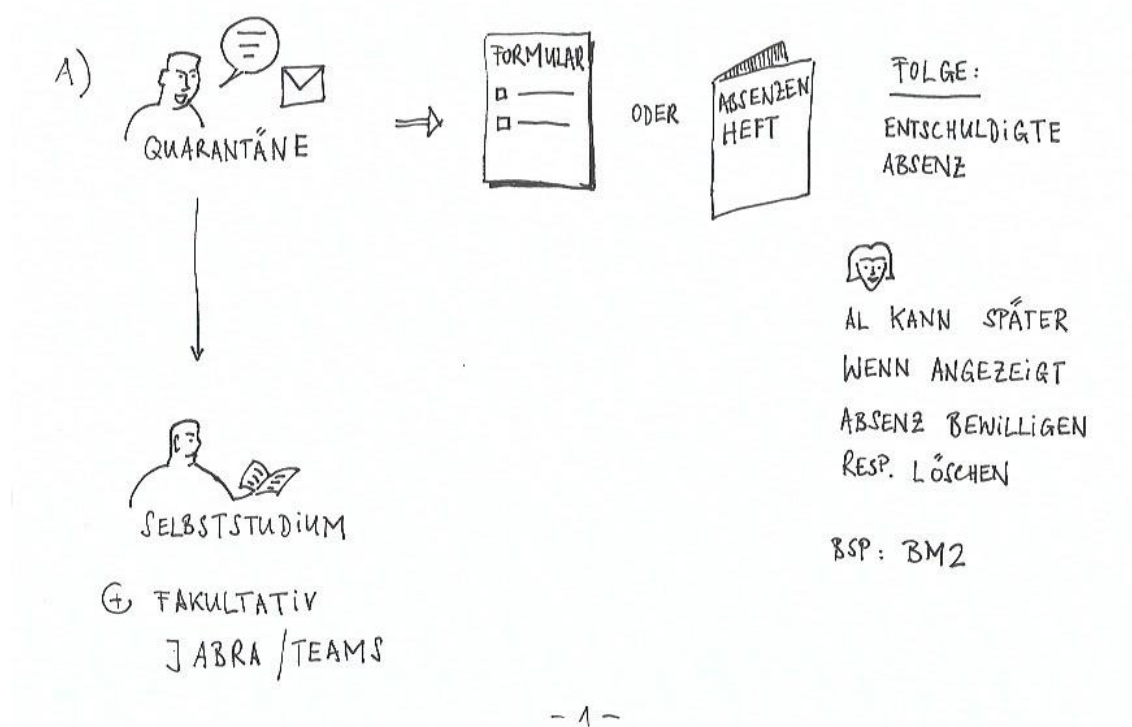 A)
QUARANTÄNE
FORMULAR
ODER
ABSENZEN
HEFT
FOLGE:
ENTSCHULDIGTE
ABSENZ
AL KANN SPÄTER
WENN ANGEZEIGT
ABSENZ BEWILLIGEN
RESP. LÖSCHEN
BSP: BM2
SELBSTSTUDIUM
+ FAKULTATIV
JABRA / TEAMS
- 1 -